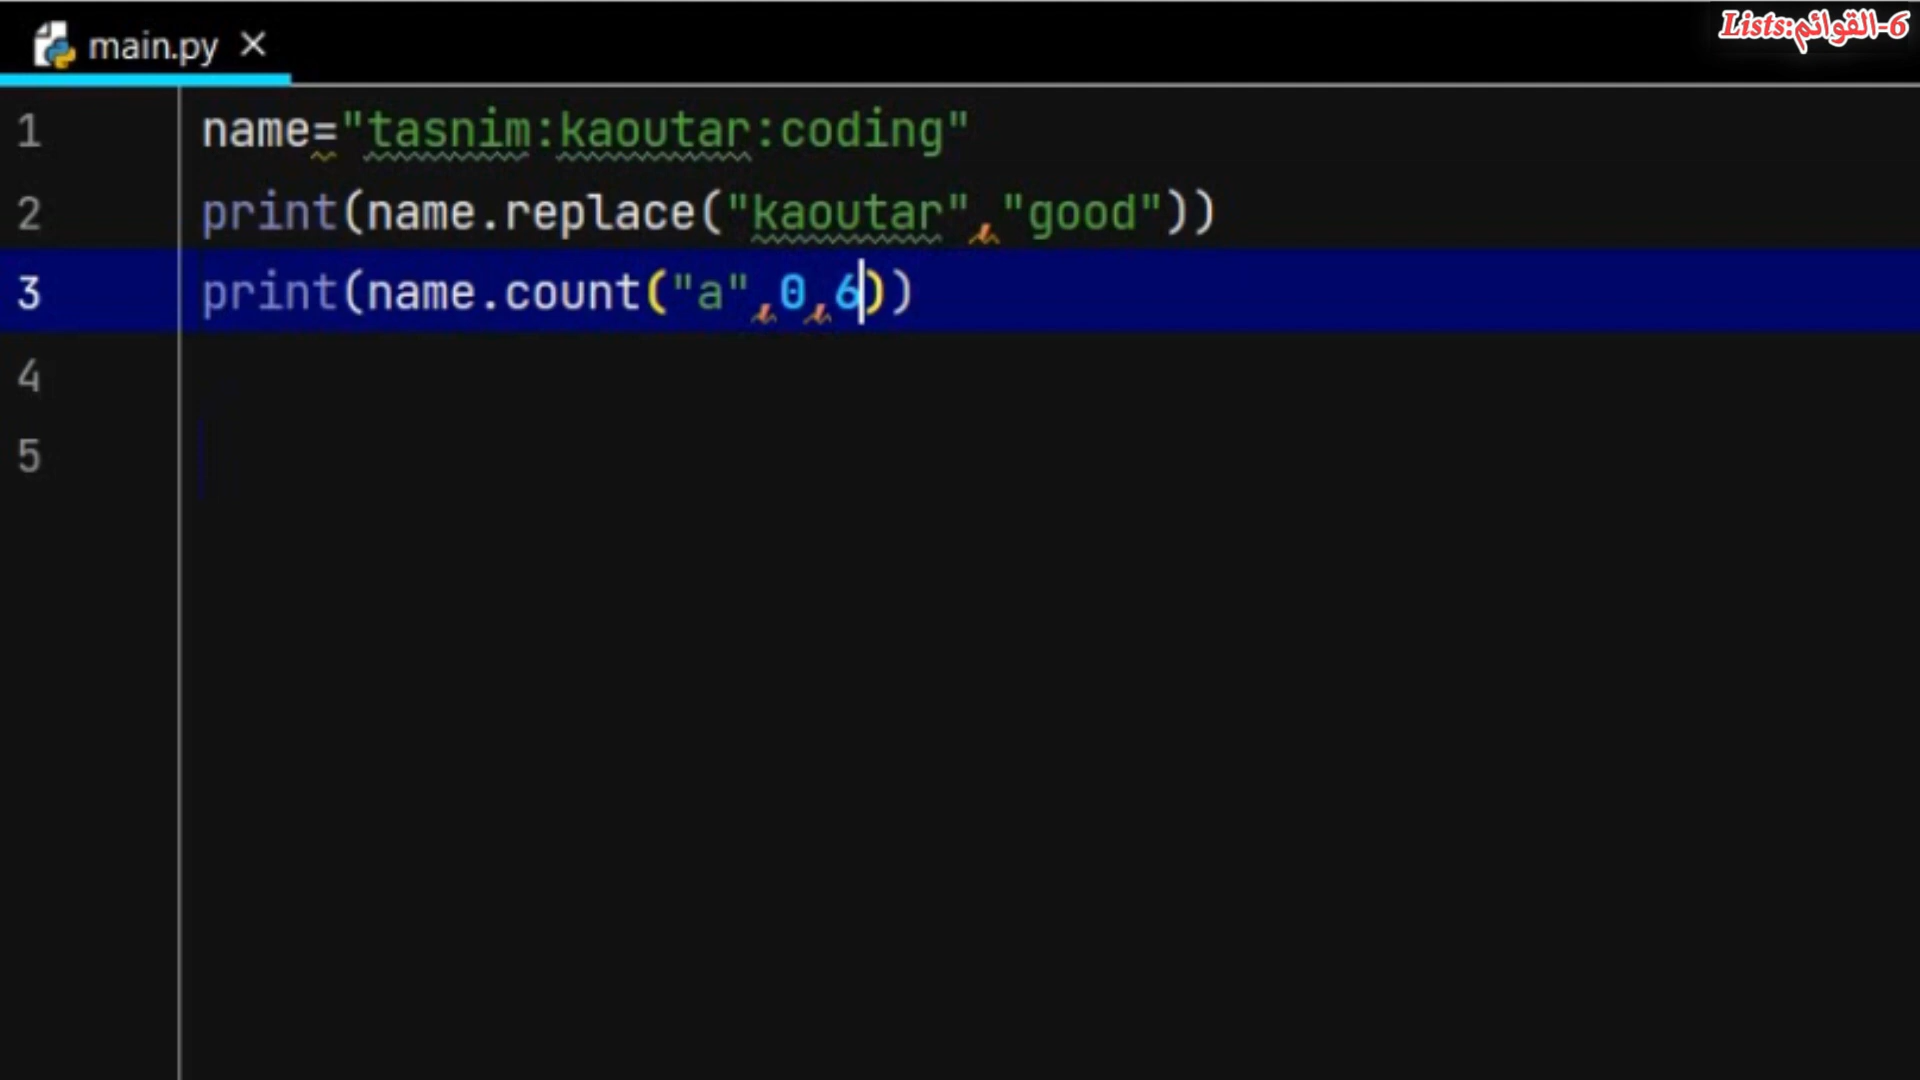 main.py ×
6-القوائم:Lists
1 name="tasnim:kaoutar:coding"
2 print(name.replace("kaoutar","good"))
3 print(name.count("a",0,6))
4
5